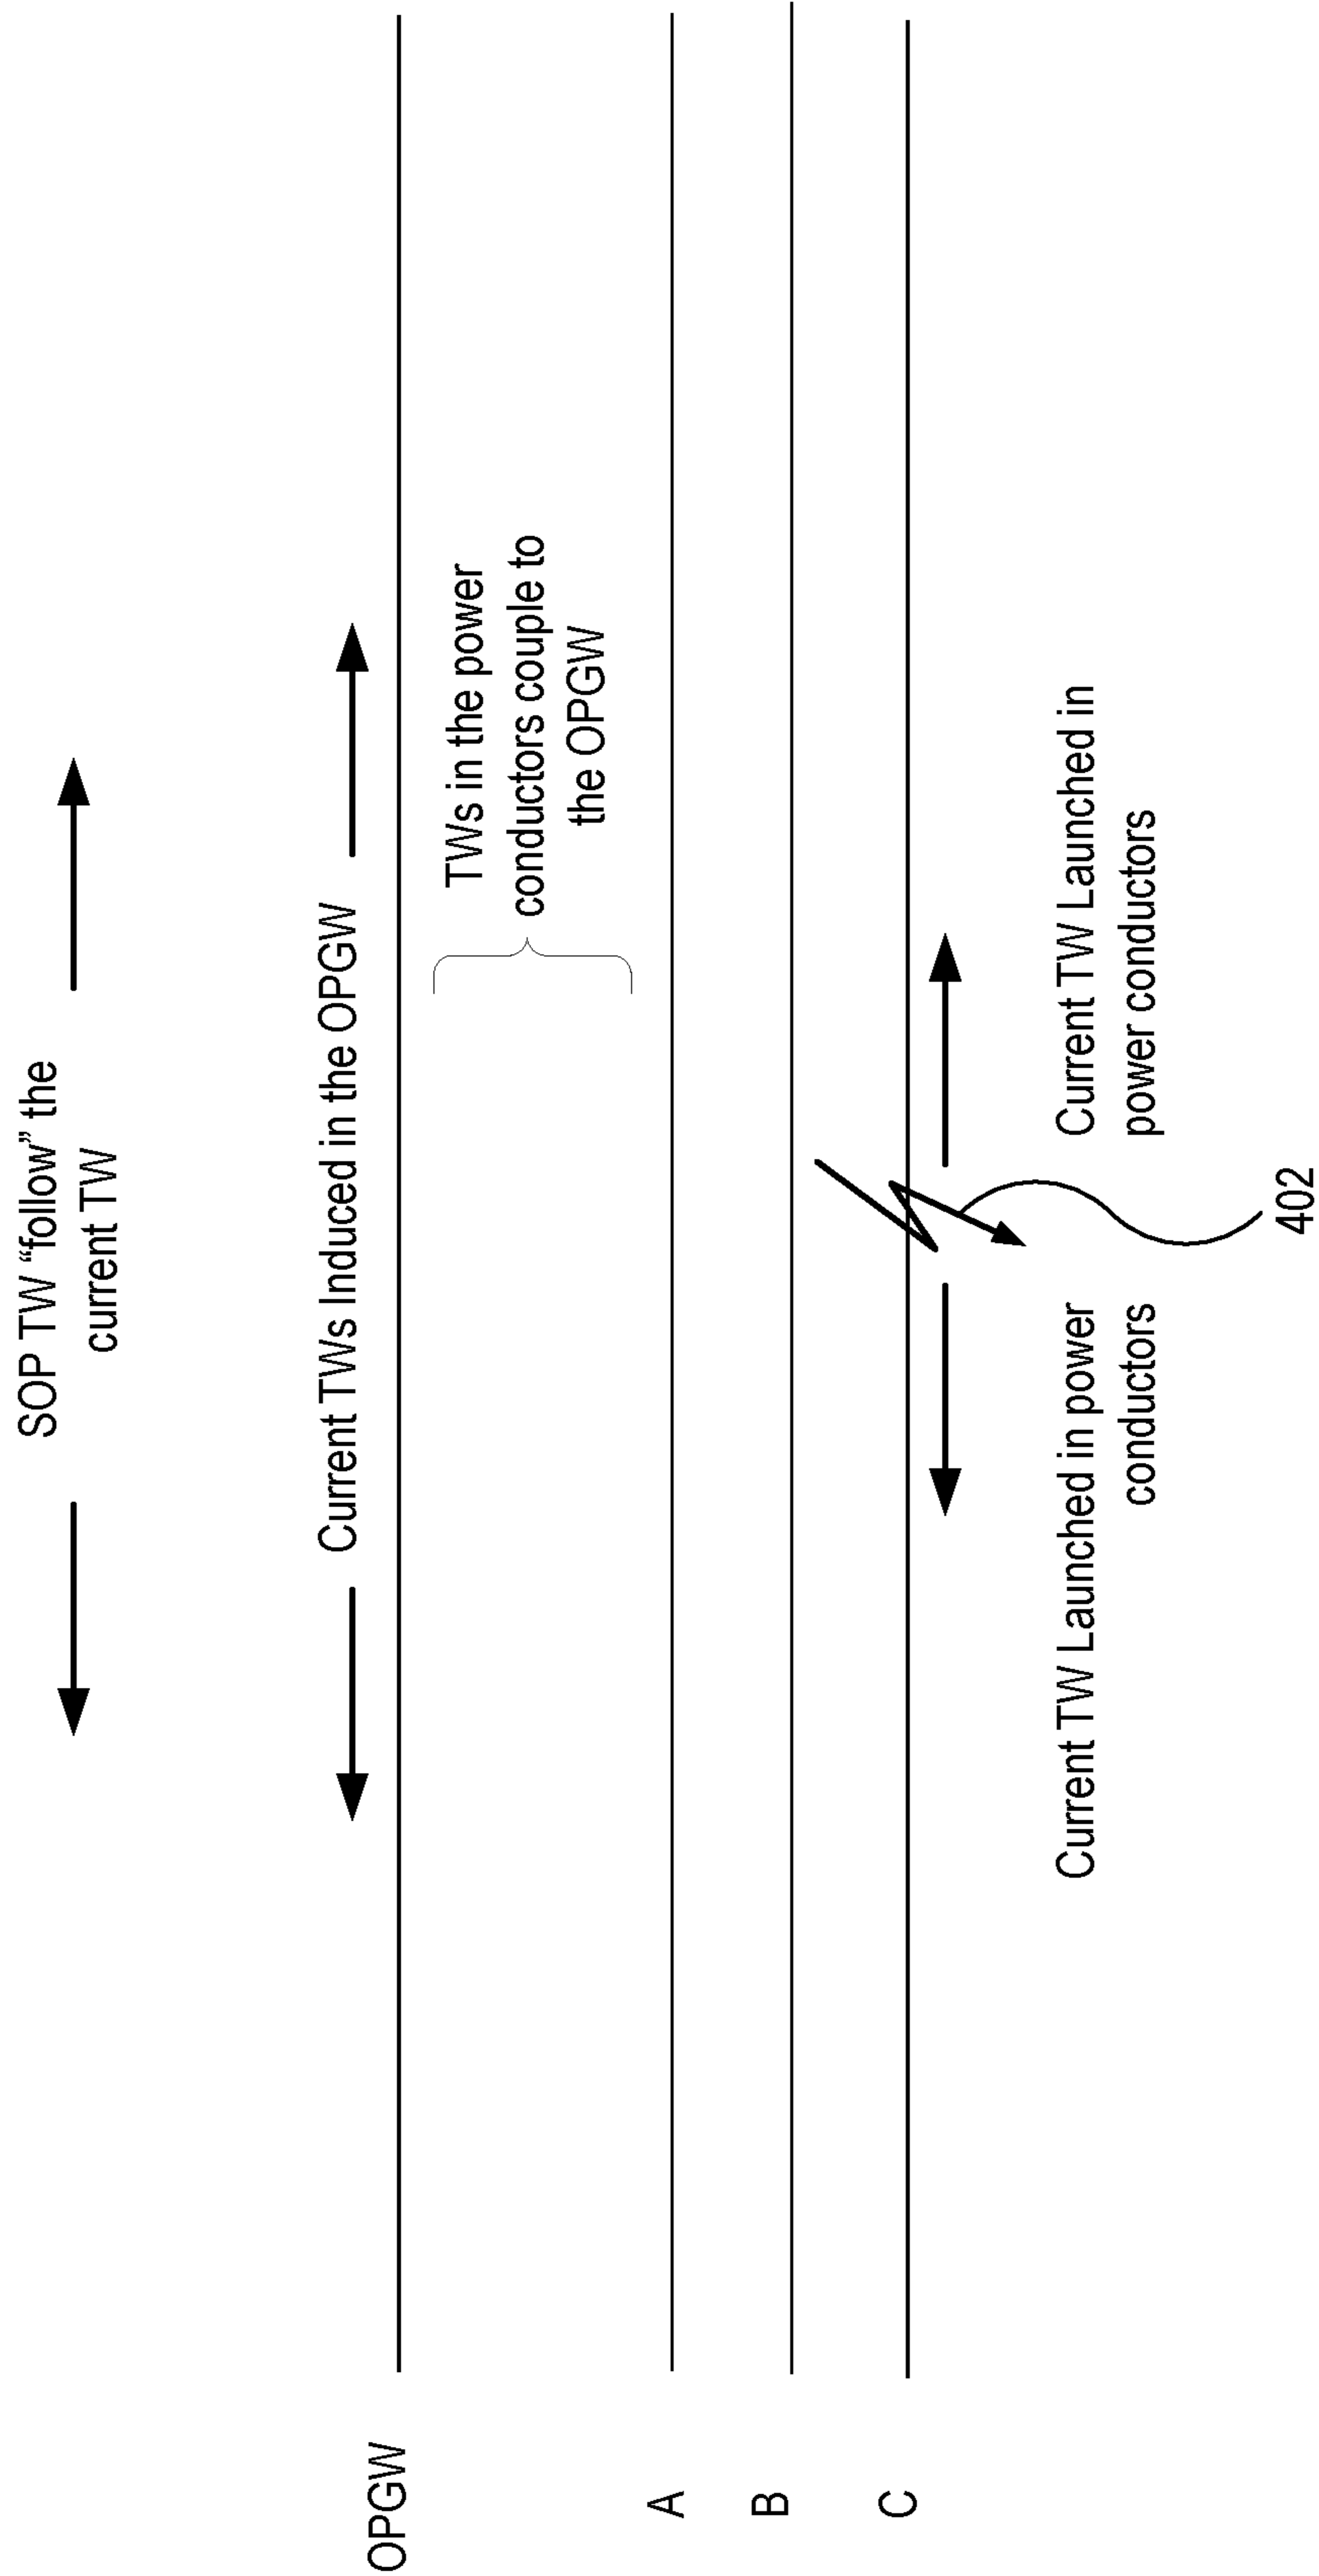 SOP TW “follow” the
current TW
Current TWs Induced in the OPGW
OPGW
TWs in the power
conductors couple to
the OPGW
A
B
C
Current TW Launched in power
conductors
Current TW Launched in
power conductors
402